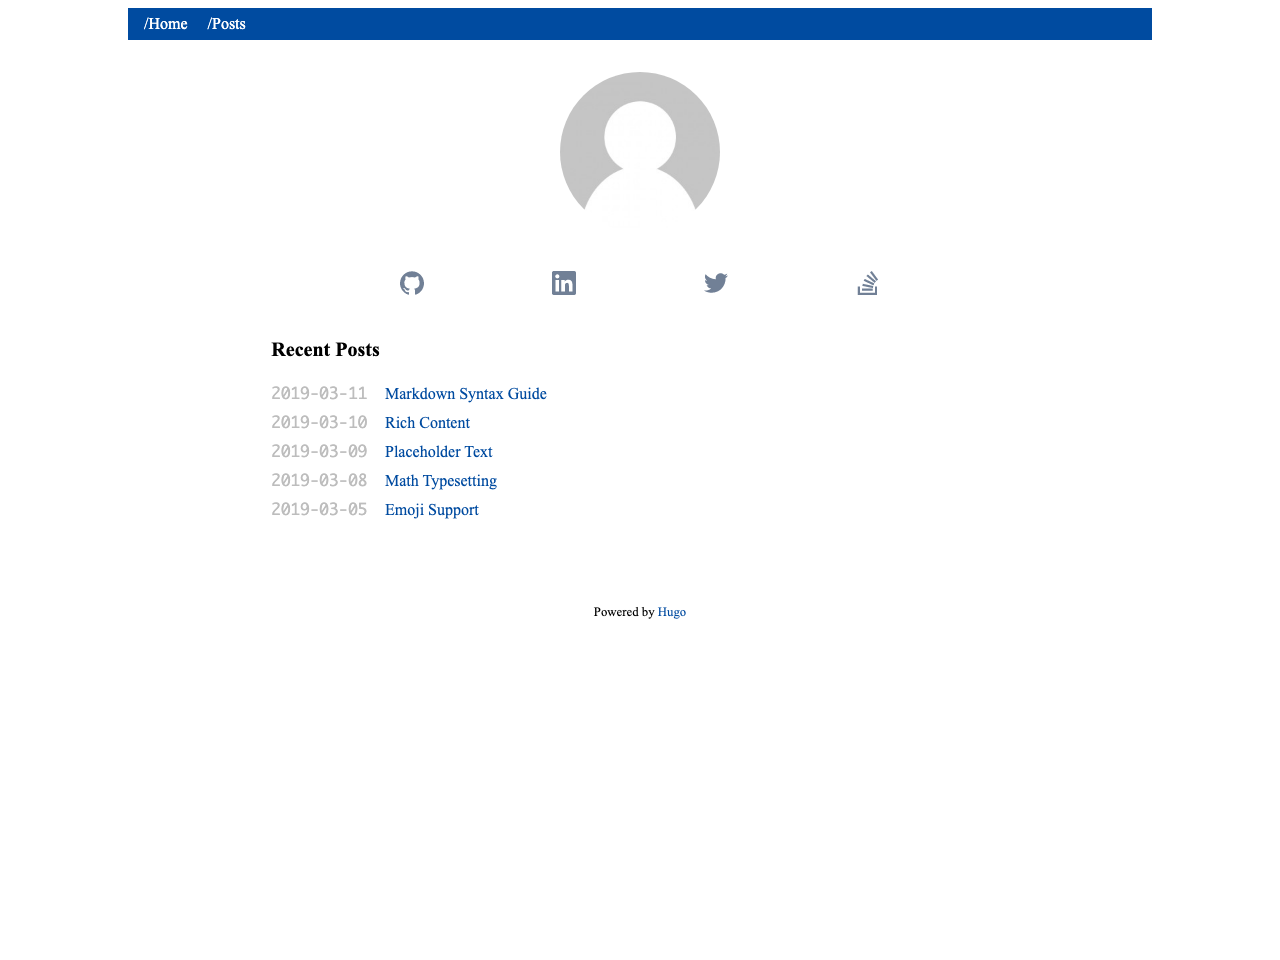 /Home /Posts
Recent Posts
2019-03-11 Markdown Syntax Guide
2019-03-10 Rich Content
2019-03-09 Placeholder Text
2019-03-08 Math Typesetting
2019-03-05 Emoji Support
Powered by Hugo